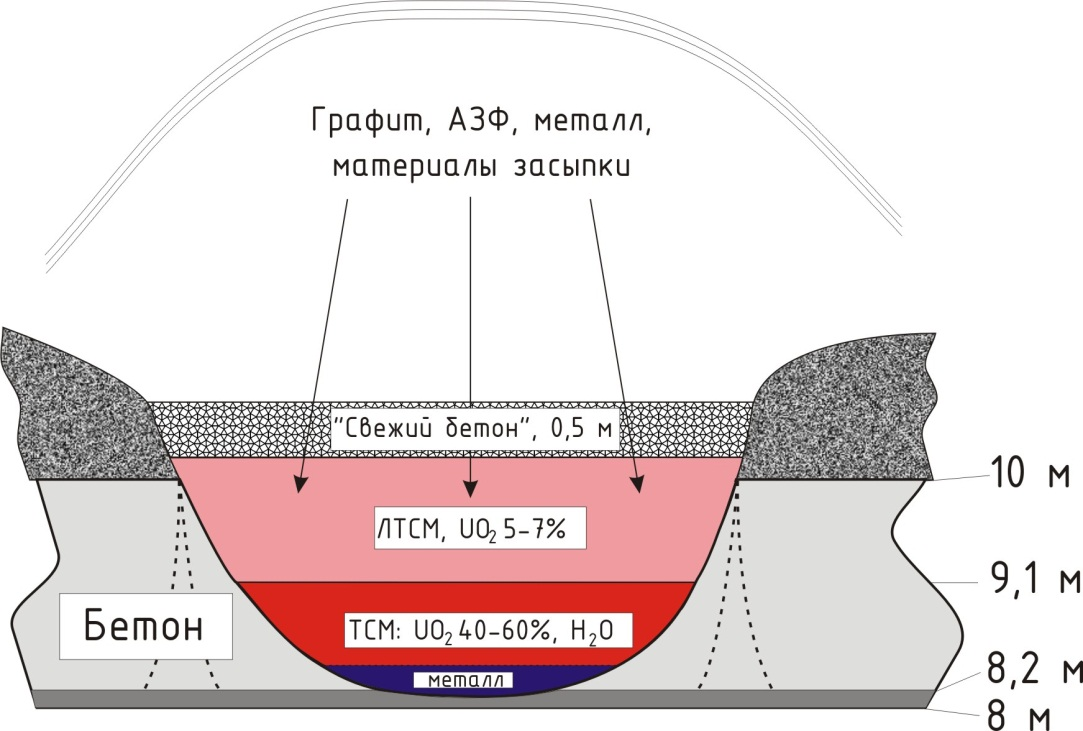 Графит, АЗФ, металл,
материалы засыпки
"Свежий бетон", 0,5 м
10 м
ЛТСМ, UO₂ 5-7%
9,1 м
Бетон
ТСМ: UO₂ 40-60%, H₂O
8,2 м
металл
8 м